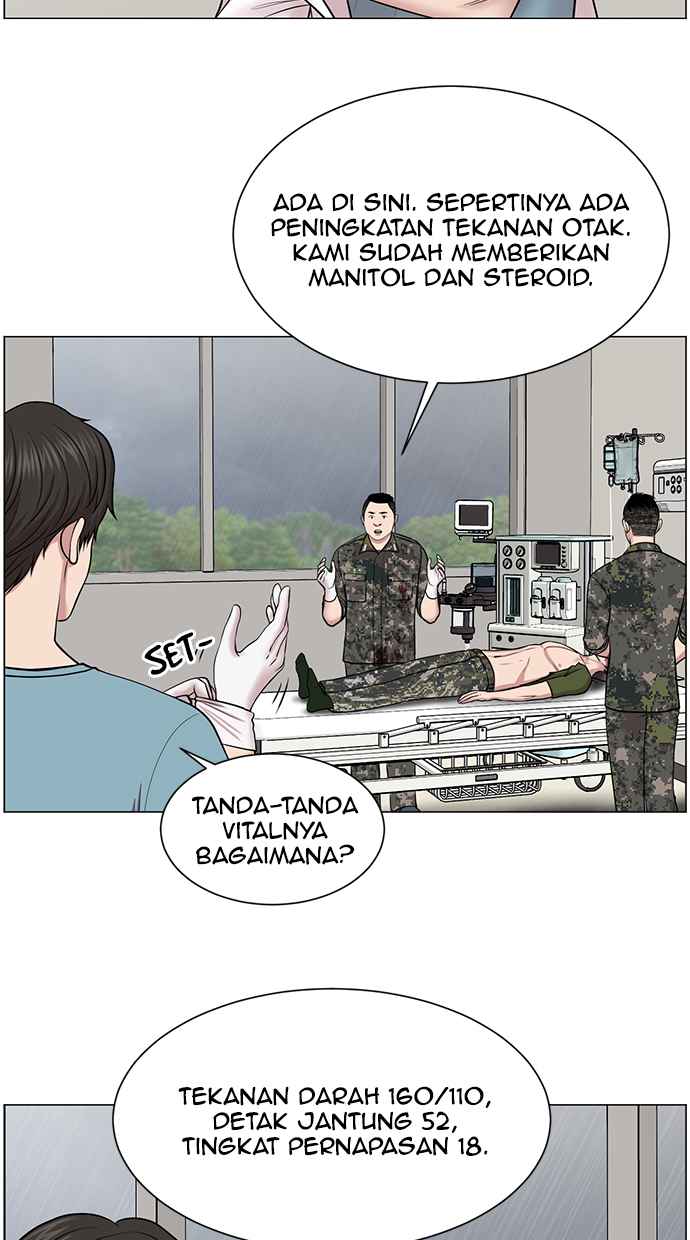 ADA DI SINI. SEPERTINYA ADA
PENINGKATAN TEKANAN OTAK.
KAMI SUDAH MEMBERIKAN
MANITOL DAN STEROID.
SET~
TANDA-TANDA
VITALNYA
BAGAIMANA?
TEKANAN DARAH 160/110,
DETAK JANTUNG 52,
TINGKAT PERNAPASAN 18.